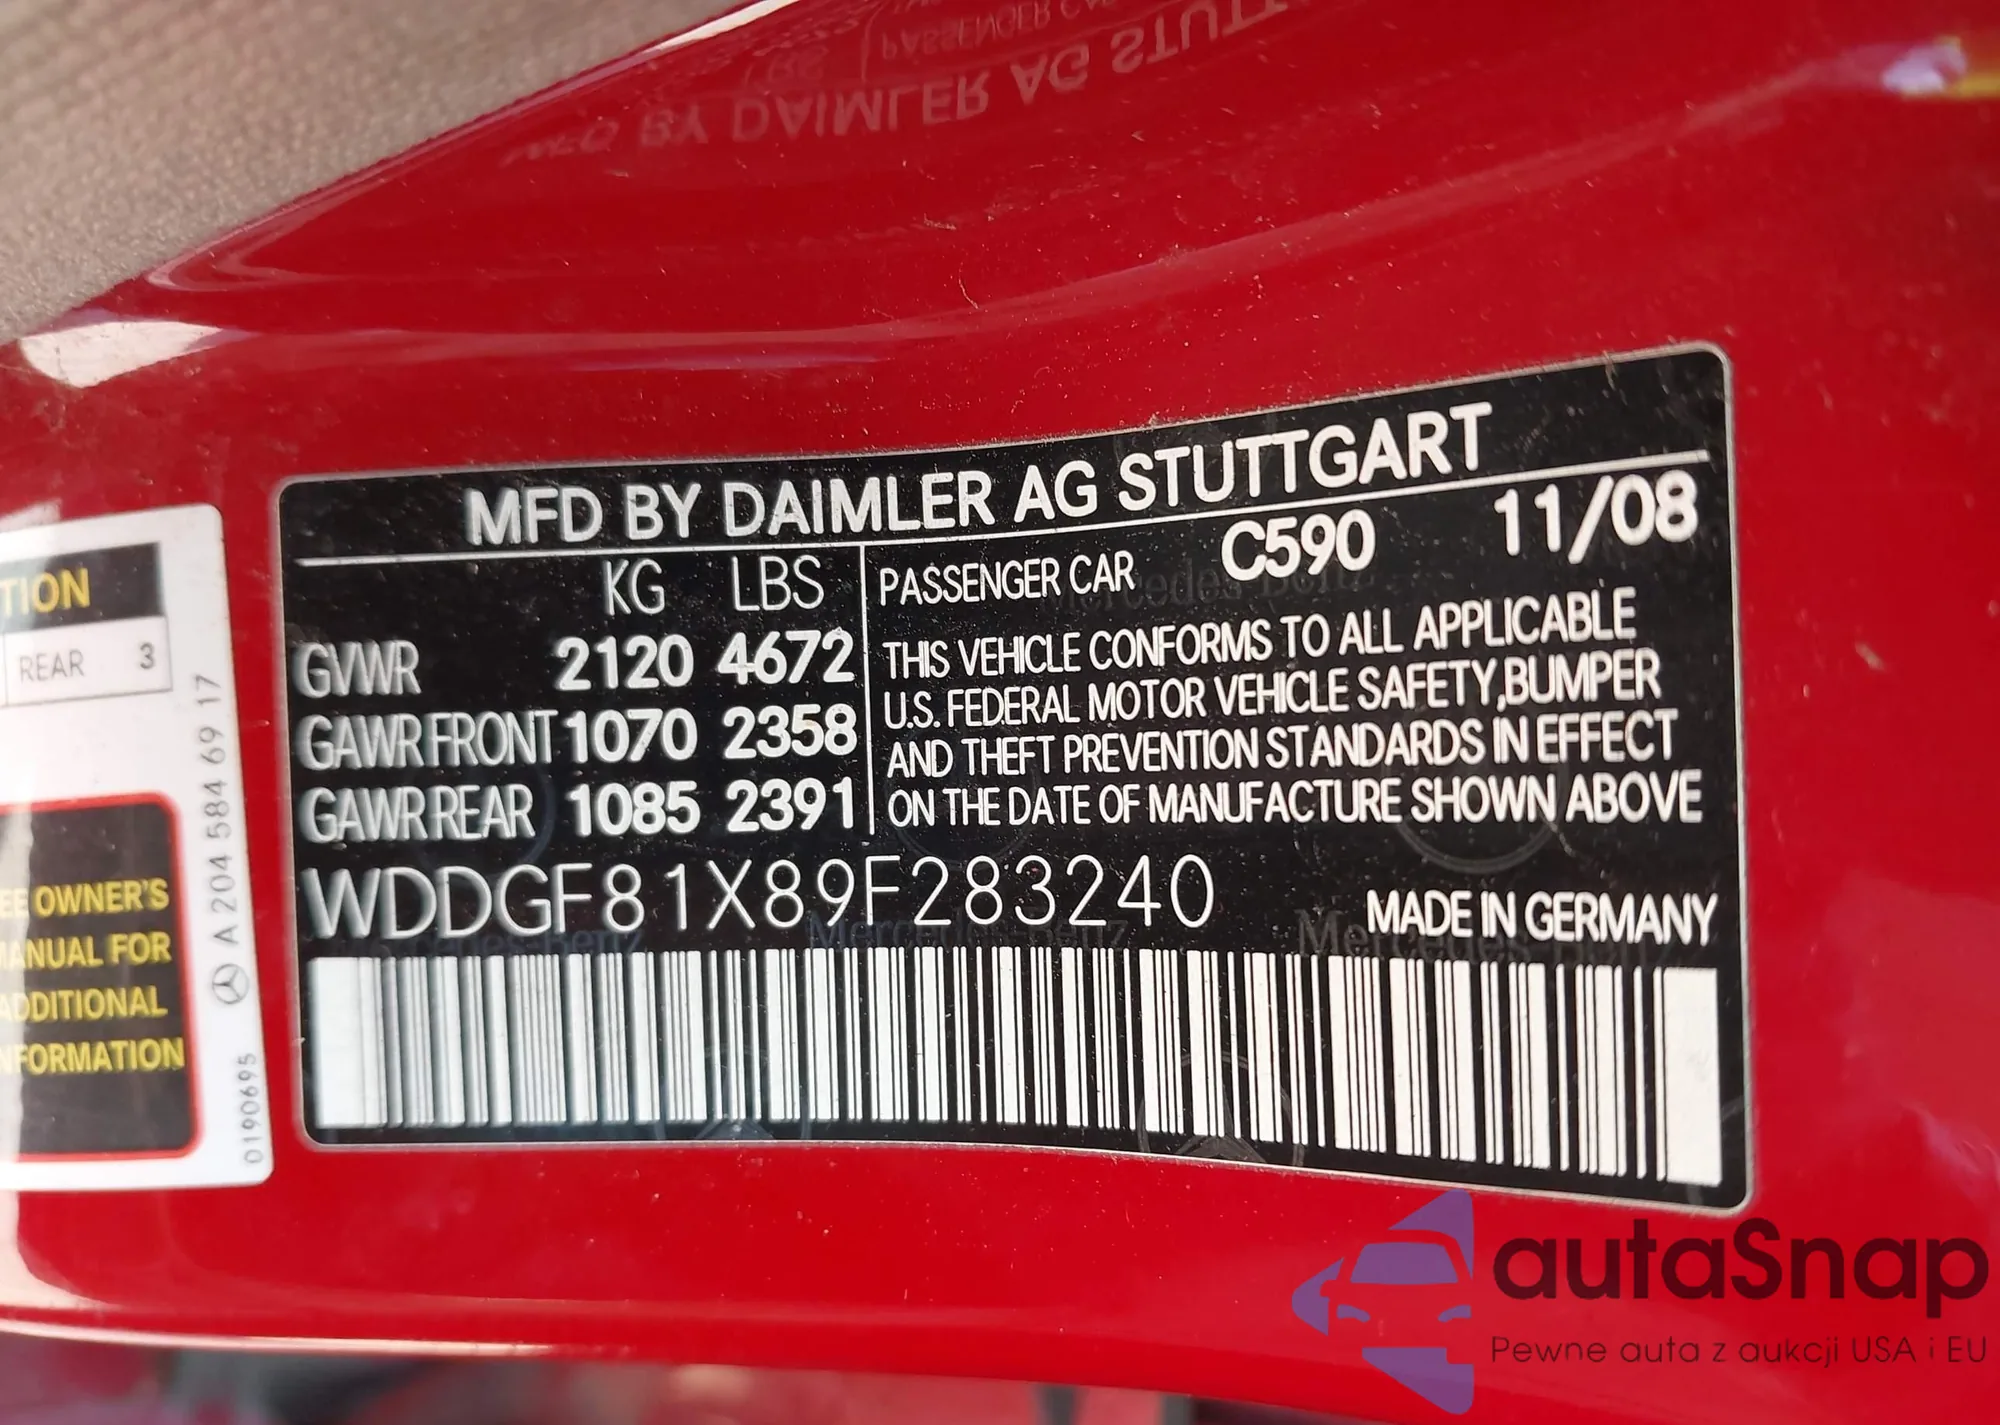 MFD BY DAIMLER AG STUTTGART
KG LBS
GVWR 2120 4672
GAWR FRONT 1070 2358
GAWR REAR 1085 2391
PASSENGER CAR C590 11/08
THIS VEHICLE CONFORMS TO ALL APPLICABLE
U.S. FEDERAL MOTOR VEHICLE SAFETY,BUMPER
AND THEFT PREVENTION STANDARDS IN EFFECT
ON THE DATE OF MANUFACTURE SHOWN ABOVE
WDDGF81X89F283240
MADE IN GERMANY
TION
REAR 3
EE OWNER'S
MANUAL FOR
ADDITIONAL
NFORMATION
A 204 584 69 17
0190695
autaSnap
Pewne auta z aukcji USA i EU